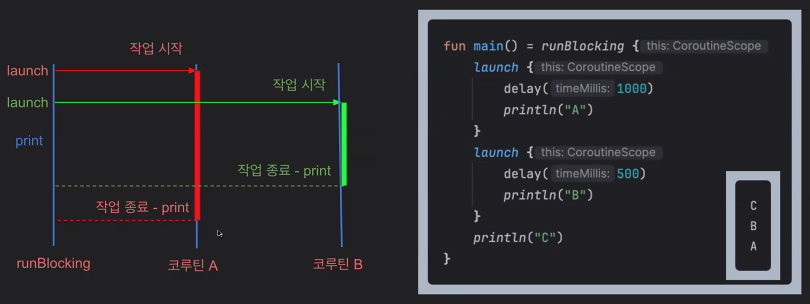 작업 시작
launch
작업 시작
launch
print
작업 종료 - print
작업 종료 - print
runBlocking
코루틴 A
코루틴 B
fun main() = runBlocking { this: CoroutineScope
launch { this: CoroutineScope
delay( timeMillis: 1000)
println("A")
}
launch { this: CoroutineScope
delay( timeMillis: 500)
println("B")
}
println("C")
}
C
B
A